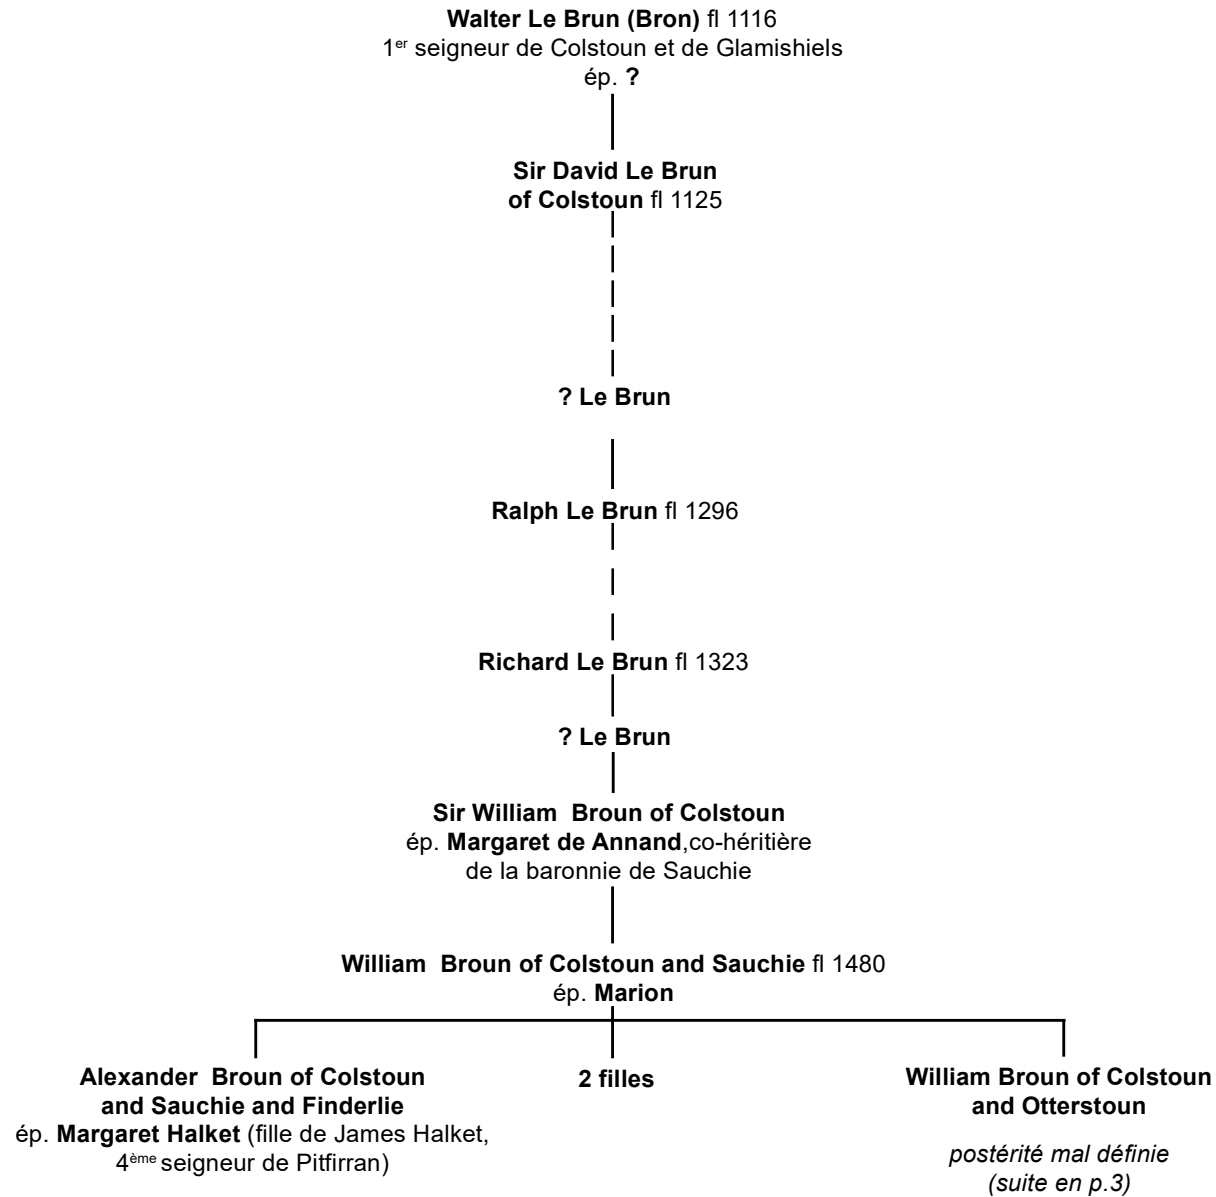 Walter Le Brun (Bron) fl 1116
1er seigneur de Colstoun et de Glamishiels
ép. ?
Sir David Le Brun
of Colstoun fl 1125
? Le Brun
Ralph Le Brun fl 1296
Richard Le Brun fl 1323
? Le Brun
Sir William Broun of Colstoun
ép. Margaret de Annand,co-héritière
de la baronnie de Sauchie
William Broun of Colstoun and Sauchie fl 1480
ép. Marion
Alexander Broun of Colstoun
and Sauchie and Finderlie
ép. Margaret Halket (fille de James Halket,
4ème seigneur de Pitfirran)
2 filles
William Broun of Colstoun
and Otterstoun
postérité mal définie
(suite en p.3)